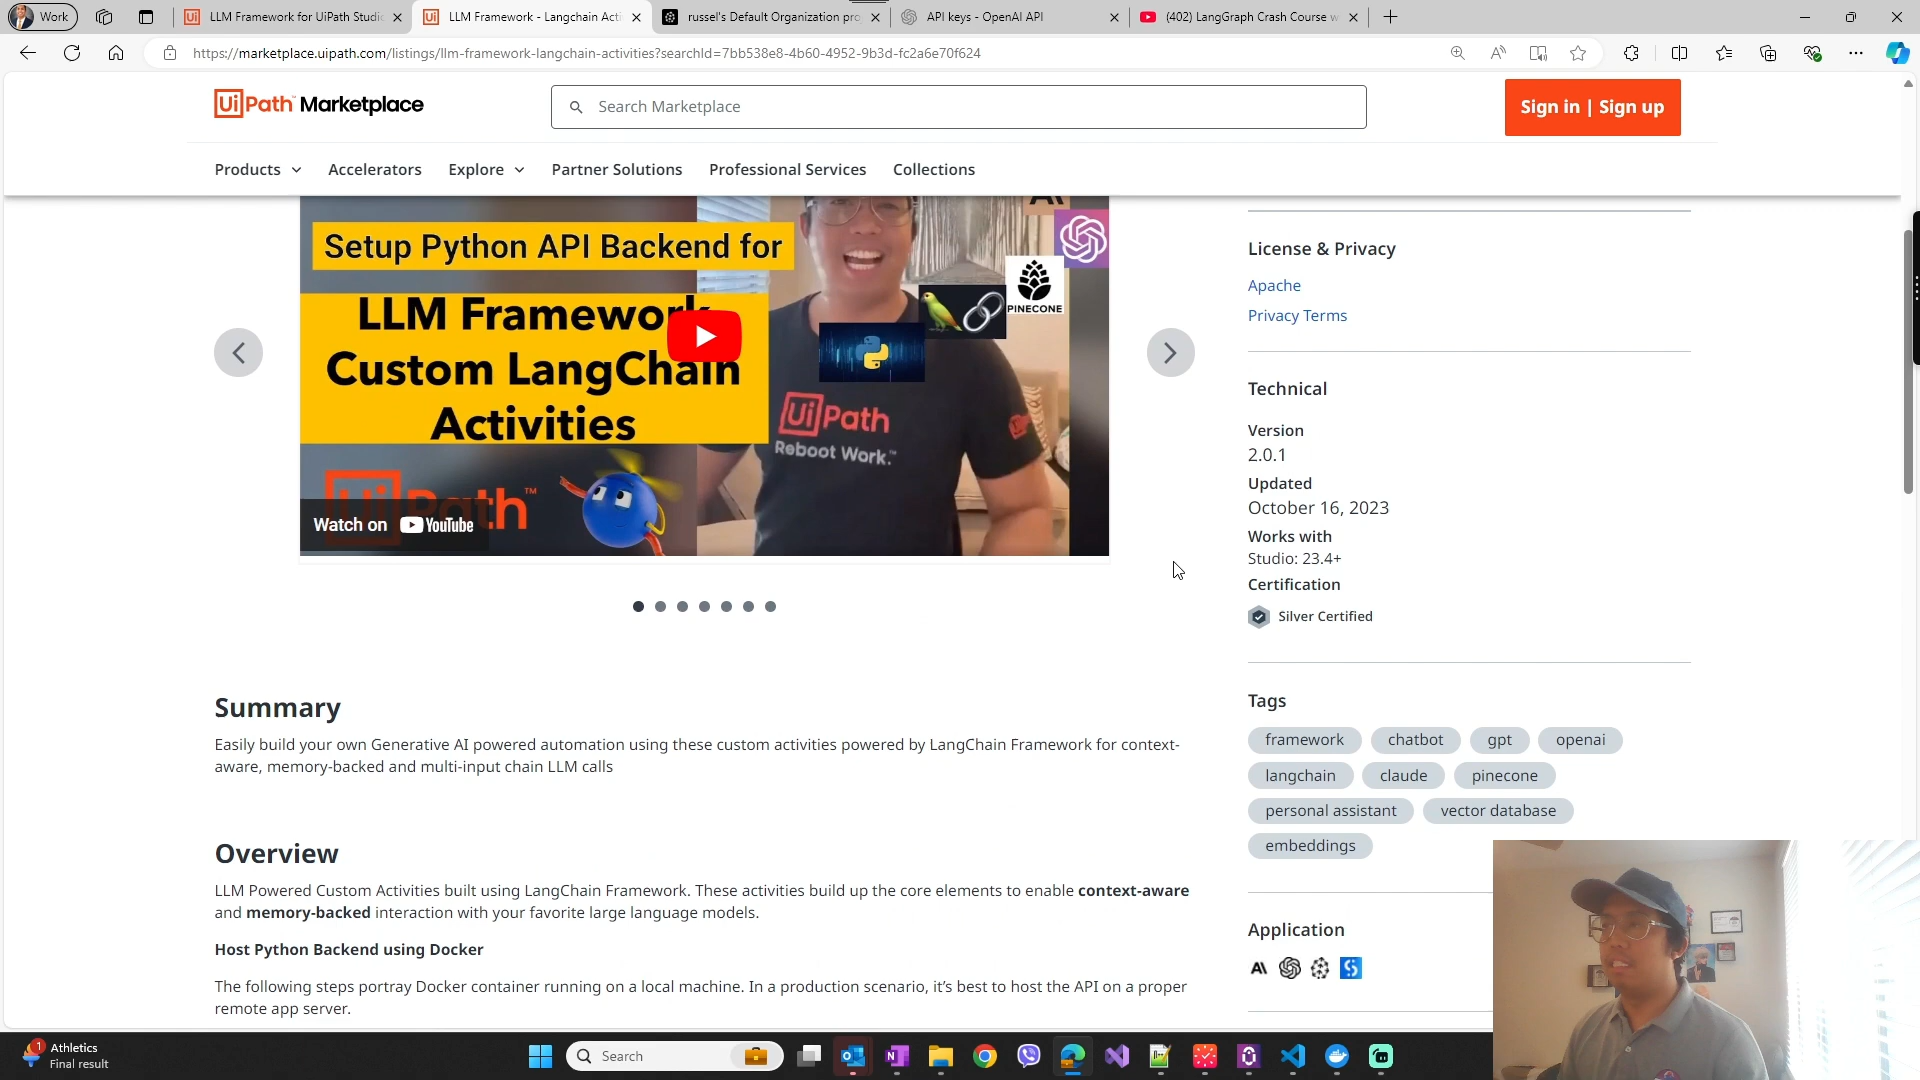 Work
LLM Framework for UiPath Studio
LLM Framework - Langchain Acti
russel's Default Organization pro
API keys - OpenAI API
(402) LangGraph Crash Course w
https://marketplace.uipath.com/listings/llm-framework-langchain-activities?searchId=7bb538e8-4b60-4952-9b3d-fc2a6e70f624
UiPath Marketplace
Search Marketplace
Sign in | Sign up
Products
Accelerators
Explore
Partner Solutions
Professional Services
Collections
Setup Python API Backend for
LLM Framework
Custom LangChain
Activities
PINECONE
UiPath
Reboot Work.™
UiPath™
Watch on YouTube
License & Privacy
Apache
Privacy Terms
Technical
Version
2.0.1
Updated
October 16, 2023
Works with
Studio: 23.4+
Certification
Silver Certified
Summary
Easily build your own Generative AI powered automation using these custom activities powered by LangChain Framework for context-
aware, memory-backed and multi-input chain LLM calls
Tags
framework
chatbot
gpt
openai
langchain
claude
pinecone
personal assistant
vector database
embeddings
Overview
LLM Powered Custom Activities built using LangChain Framework. These activities build up the core elements to enable context-aware
and memory-backed interaction with your favorite large language models.
Host Python Backend using Docker
The following steps portray Docker container running on a local machine. In a production scenario, it's best to host the API on a proper
remote app server.
Application
1
Athletics
Final result
Search